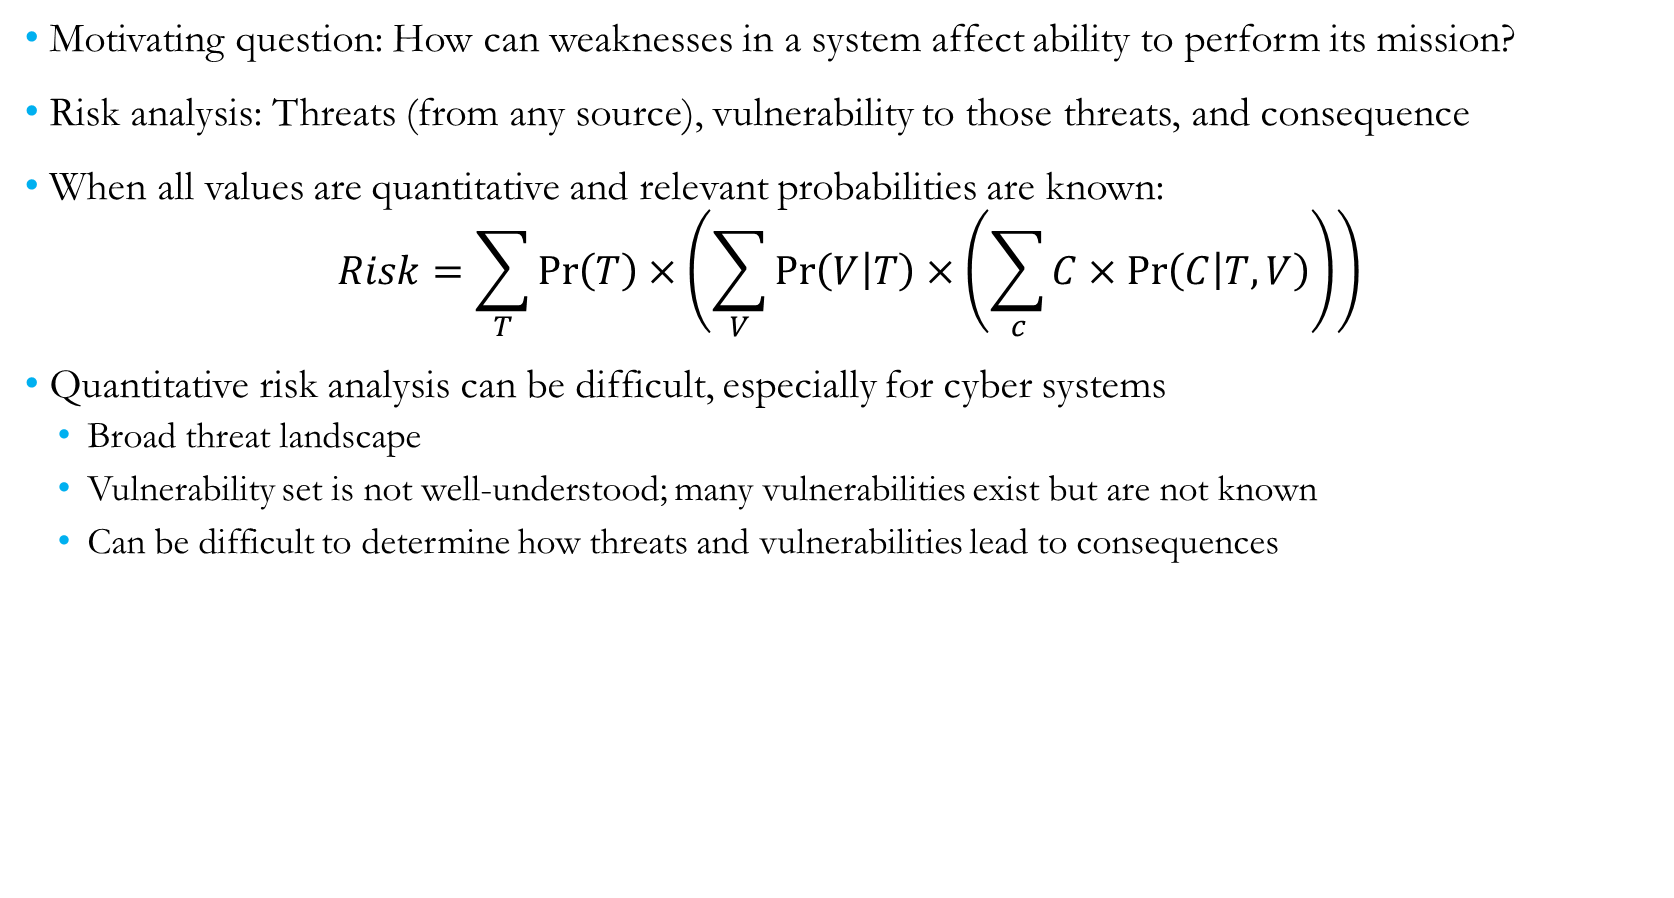 • Motivating question: How can weaknesses in a system affect ability to perform its mission?
• Risk analysis: Threats (from any source), vulnerability to those threats, and consequence
• When all values are quantitative and relevant probabilities are known:
Risk = ∑_T Pr(T) × (∑_V Pr(V|T) × (∑_c C × Pr(C|T, V)))
• Quantitative risk analysis can be difficult, especially for cyber systems
• Broad threat landscape
• Vulnerability set is not well-understood; many vulnerabilities exist but are not known
• Can be difficult to determine how threats and vulnerabilities lead to consequences